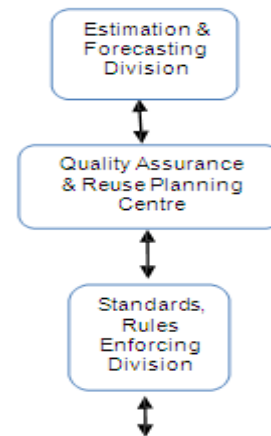 Estimation &
Forecasting
Division
Quality Assurance
& Reuse Planning
Centre
Standards,
Rules
Enforcing
Division